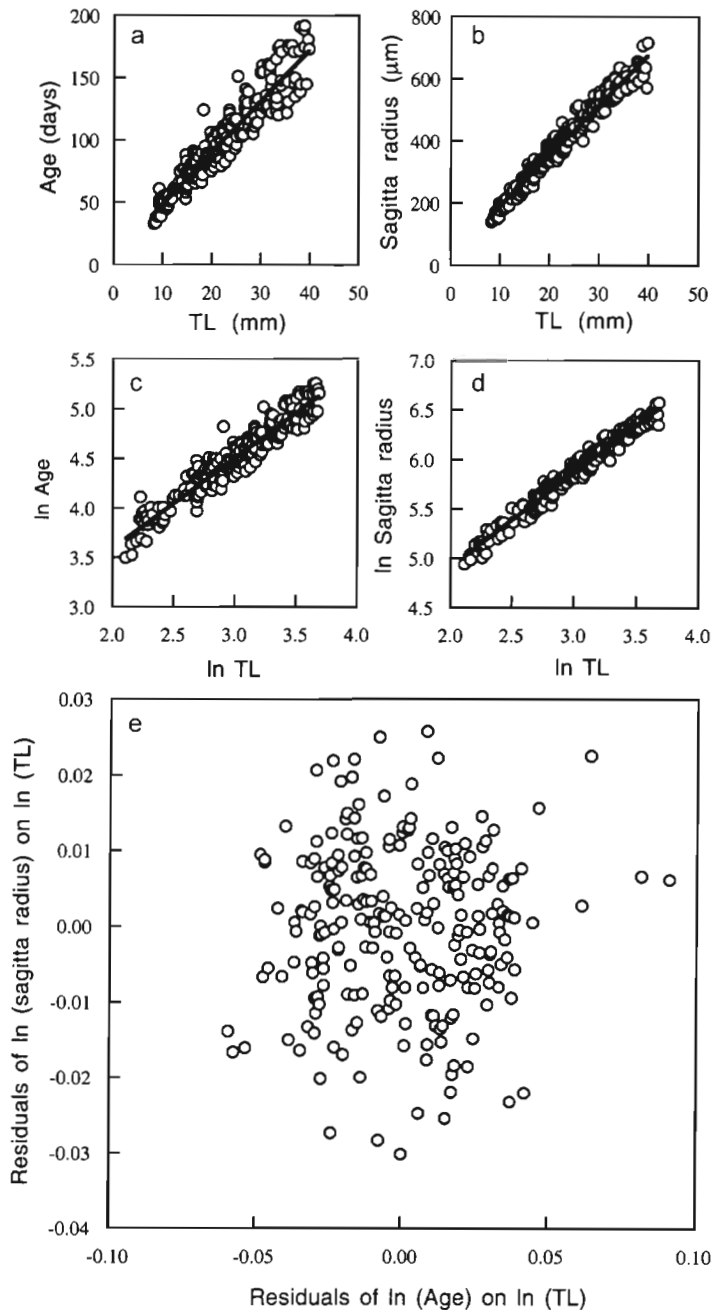 a
Age (days)
200
150
100
50
0
0 10 20 30 40 50
TL (mm)
b
Sagitta radius (µm)
800
600
400
200
0
0 10 20 30 40 50
TL (mm)
c
ln Age
5.5
5.0
4.5
4.0
3.5
3.0
2.0 2.5 3.0 3.5 4.0
ln TL
d
ln Sagitta radius
7.0
6.5
6.0
5.5
5.0
4.5
2.0 2.5 3.0 3.5 4.0
ln TL
e
Residuals of ln (sagitta radius) on ln (TL)
0.03
0.02
0.01
0.00
-0.01
-0.02
-0.03
-0.04
-0.10 -0.05 0.00 0.05 0.10
Residuals of ln (Age) on ln (TL)